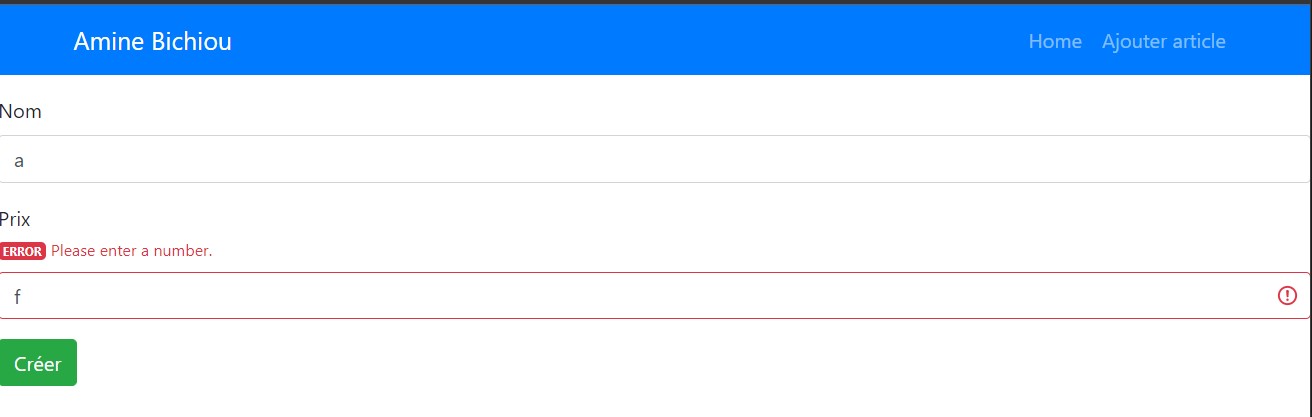 Amine Bichiou Home Ajouter article
Nom
a
Prix
ERROR Please enter a number.
f
Créer